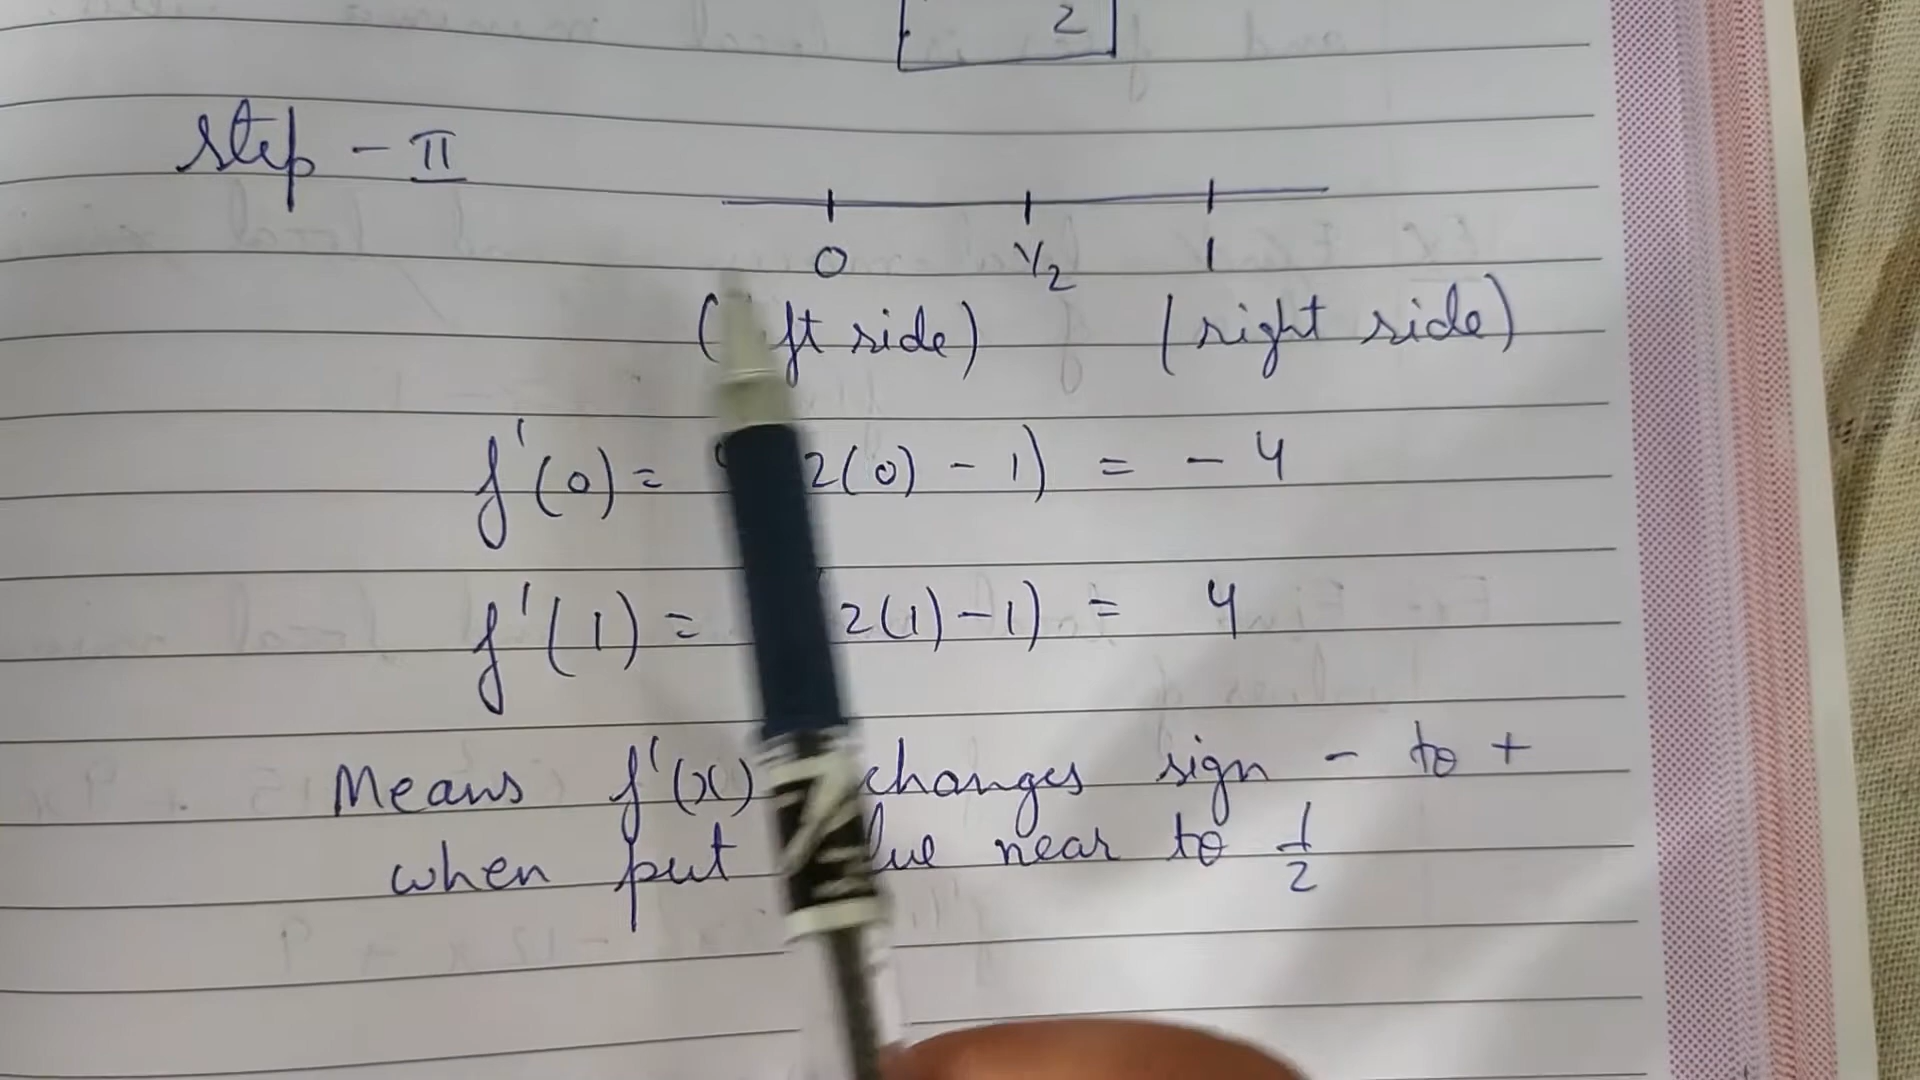 2
step - II
0 1/2 1
side) (right side)
f'(0) = 2(0) - 1) = - 4
f'(1) = 2(1) - 1) = 4
Means f'(x) changes sign - to +
when put near to 1/2